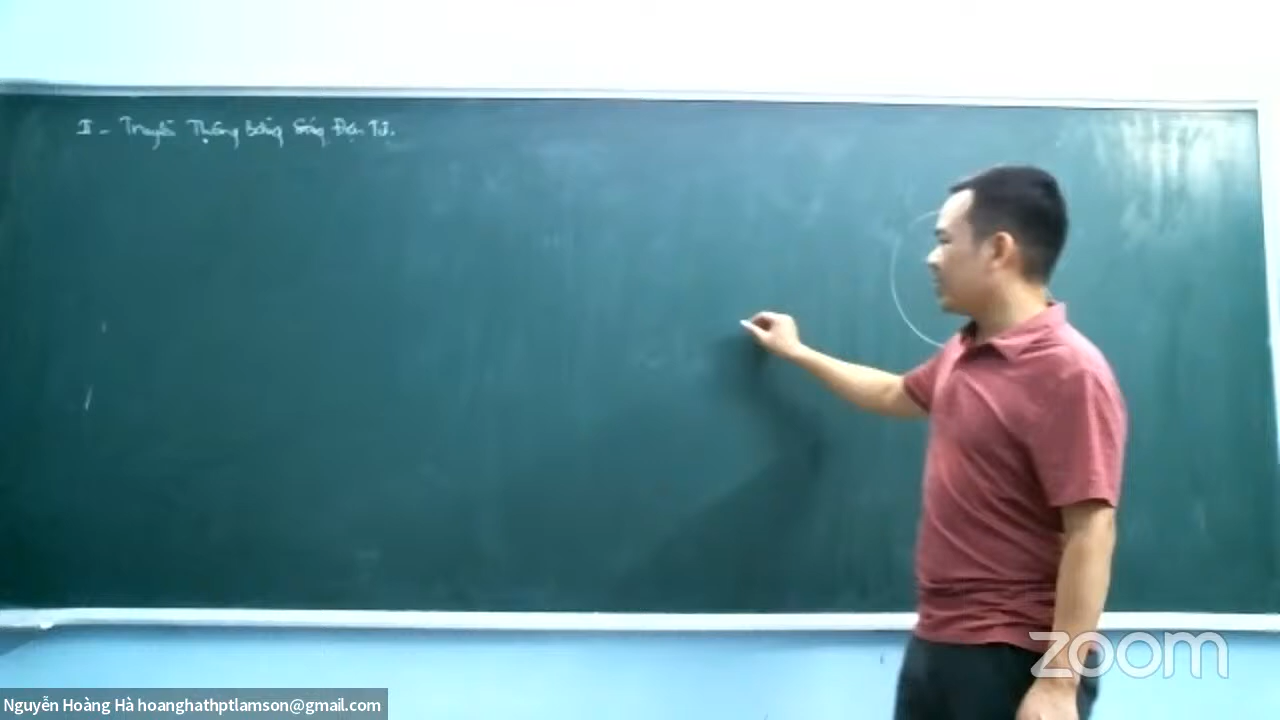 II - Truyền Thông Bằng Sóng Điện Từ.
zoom
Nguyễn Hoàng Hà hoanghathptlamson@gmail.com